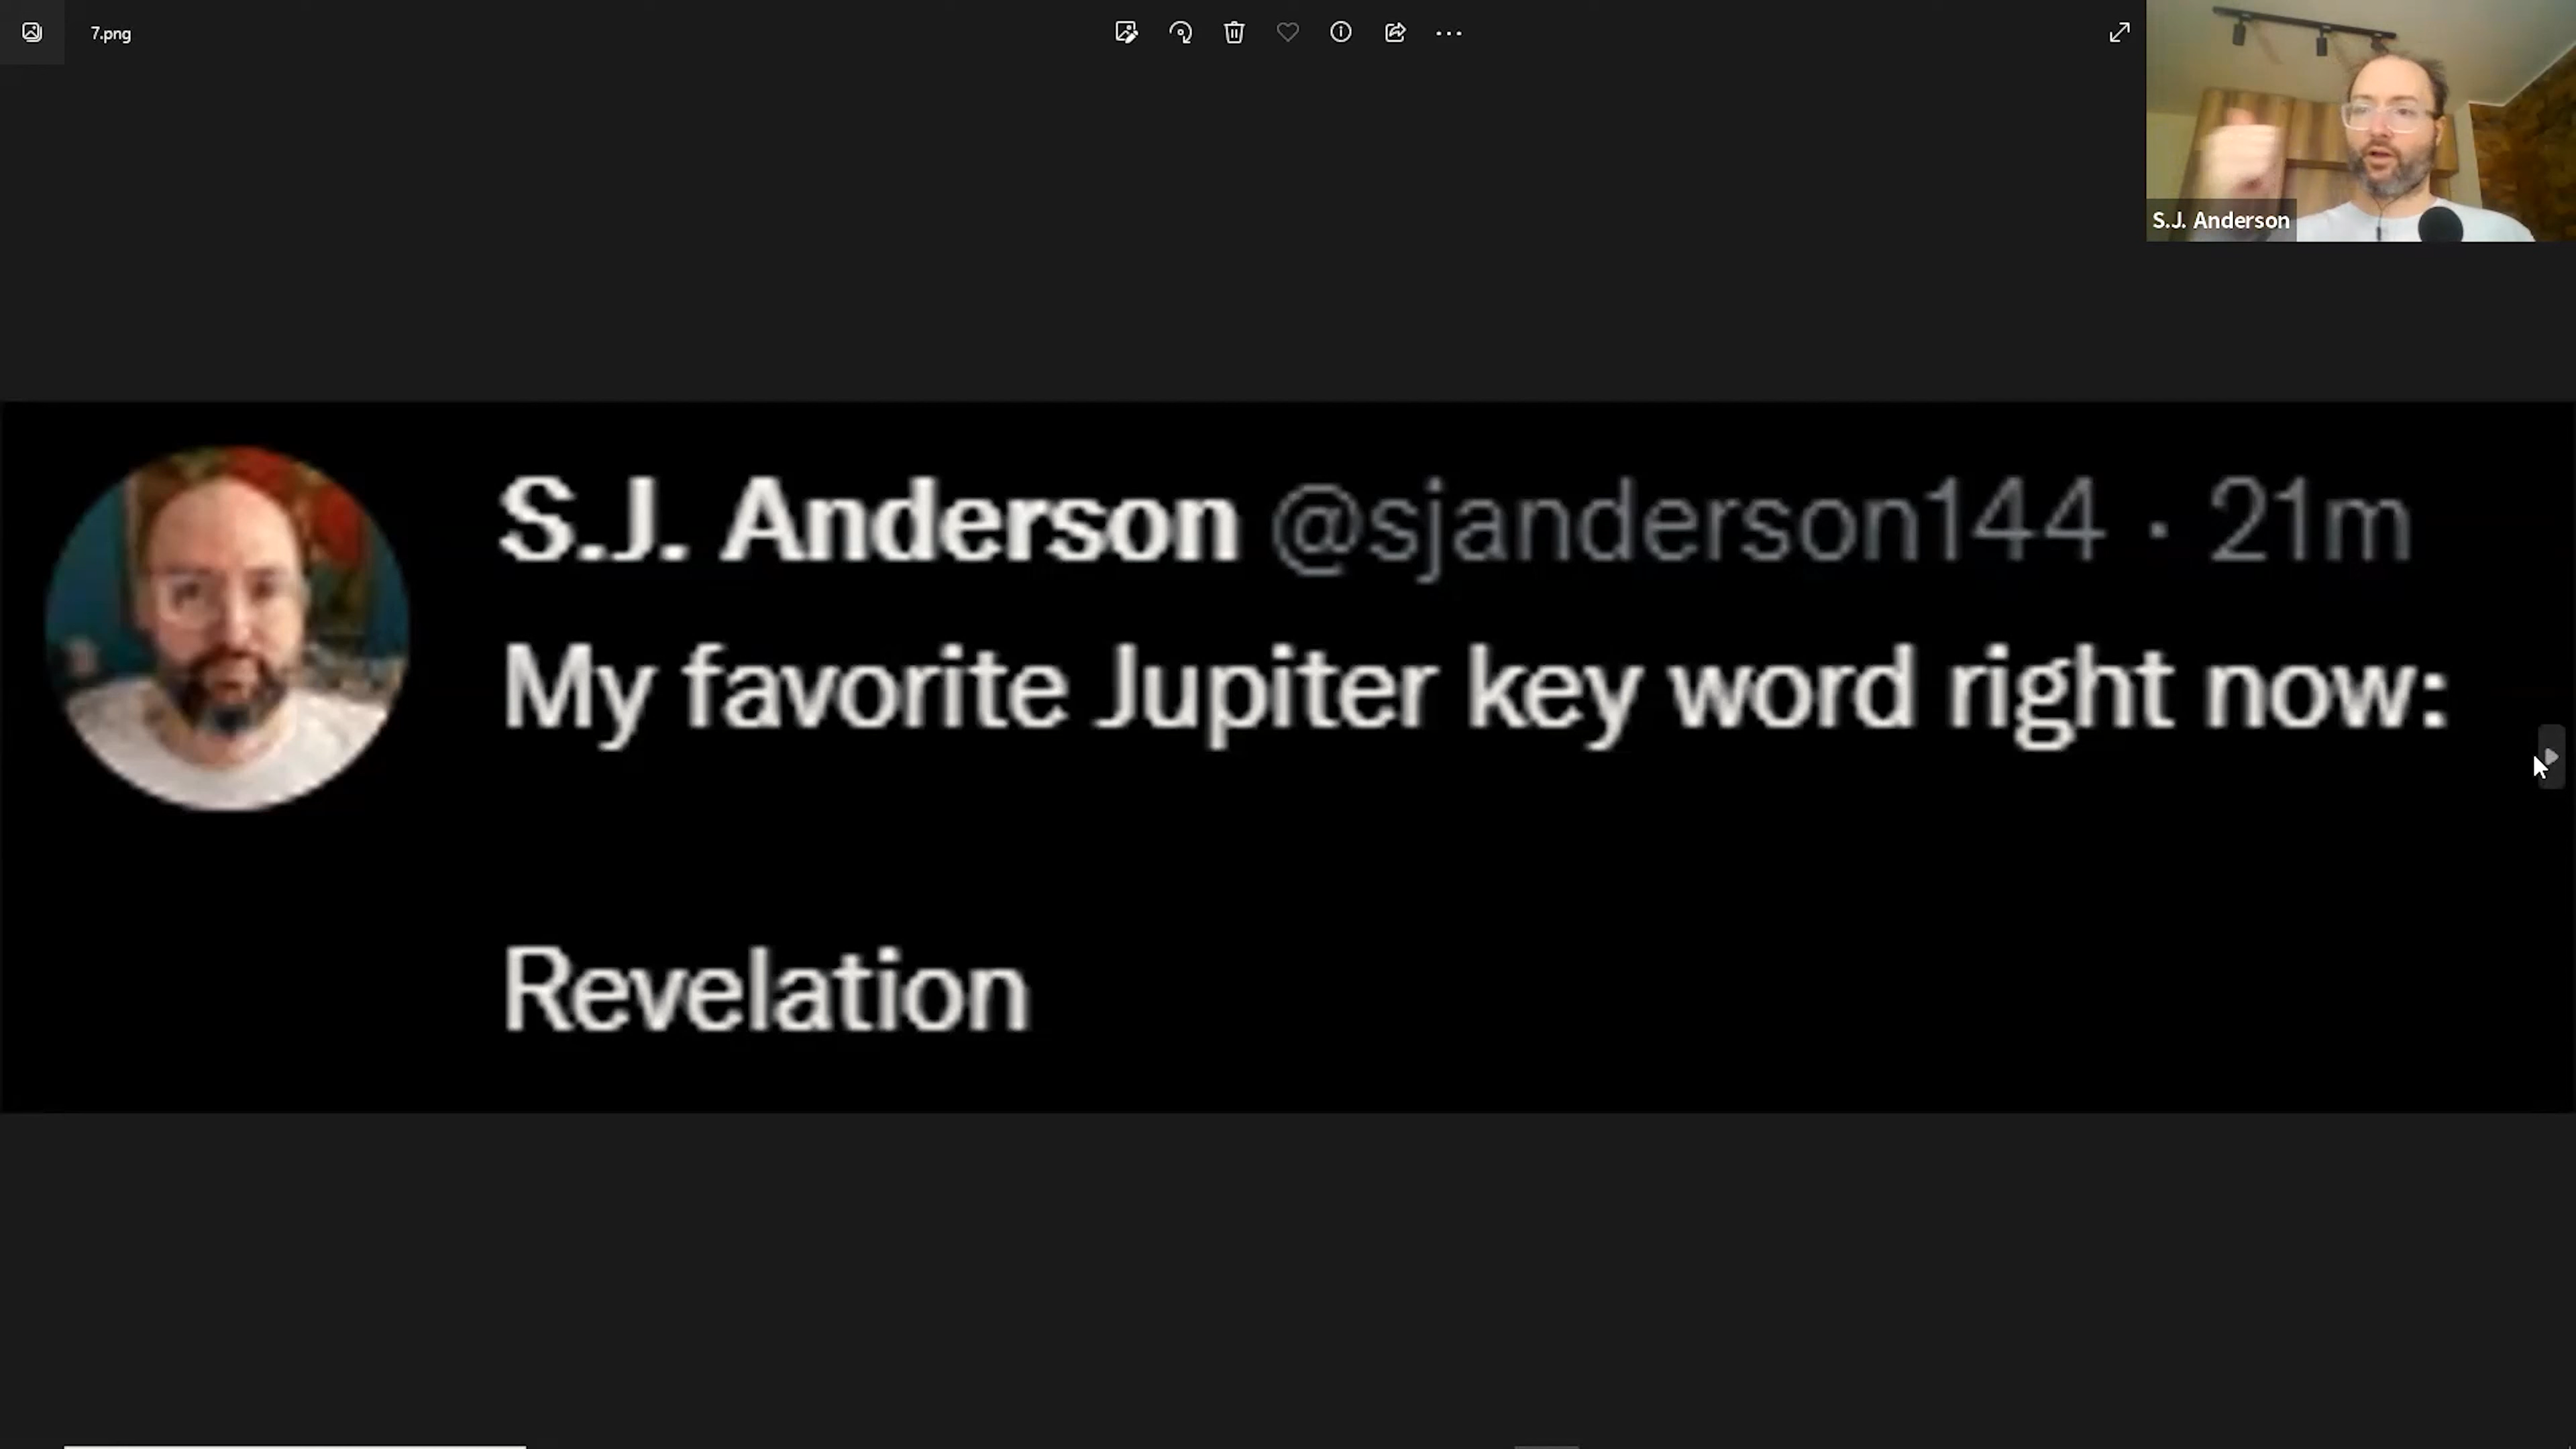 7.png
S.J. Anderson
S.J. Anderson @sjanderson144 · 21m
My favorite Jupiter key word right now:
Revelation